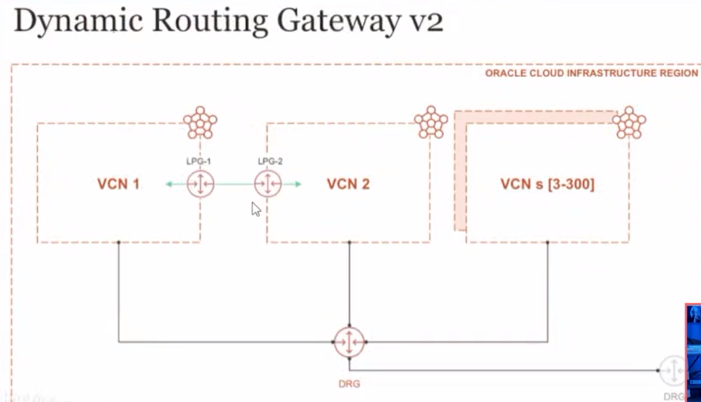 Dynamic Routing Gateway v2
ORACLE CLOUD INFRASTRUCTURE REGION
LPG-1
LPG-2
VCN 1
VCN 2
VCN s [3-300]
DRG
DRG